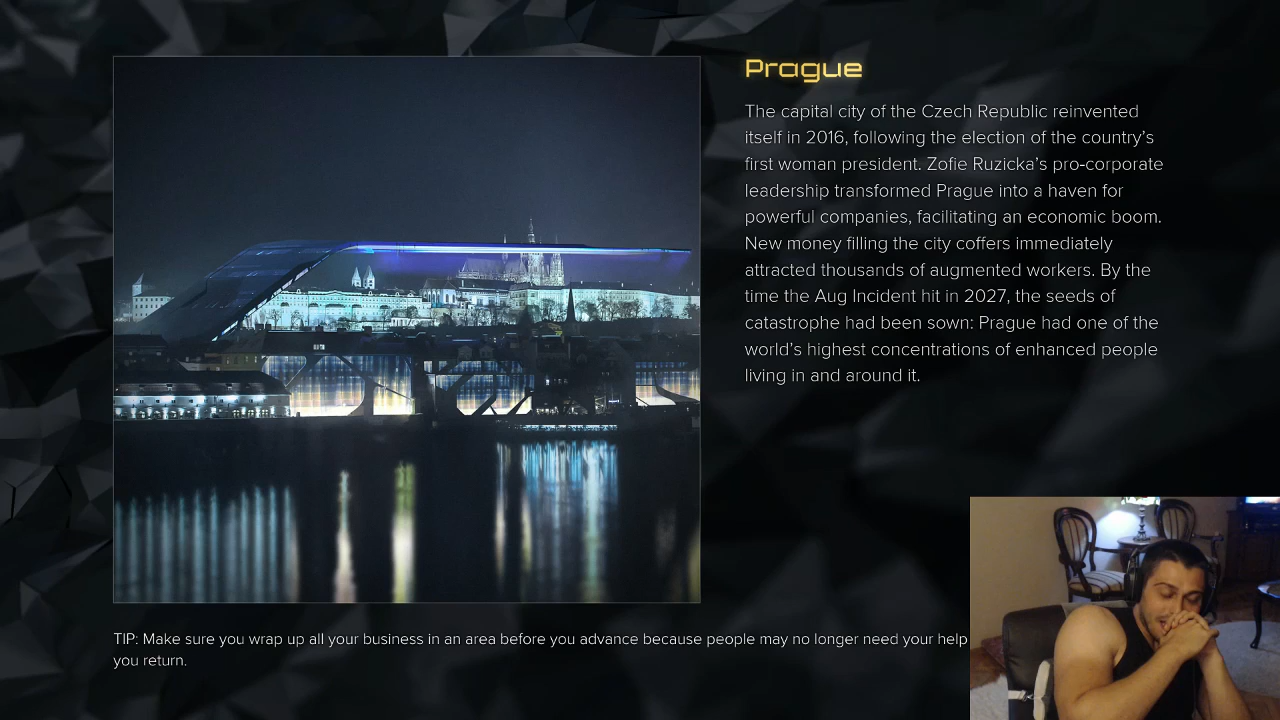 Prague
The capital city of the Czech Republic reinvented
itself in 2016, following the election of the country's
first woman president. Zofie Ruzicka's pro-corporate
leadership transformed Prague into a haven for
powerful companies, facilitating an economic boom.
New money filling the city coffers immediately
attracted thousands of augmented workers. By the
time the Aug Incident hit in 2027, the seeds of
catastrophe had been sown: Prague had one of the
world's highest concentrations of enhanced people
living in and around it.
TIP: Make sure you wrap up all your business in an area before you advance because people may no longer need your help
you return.